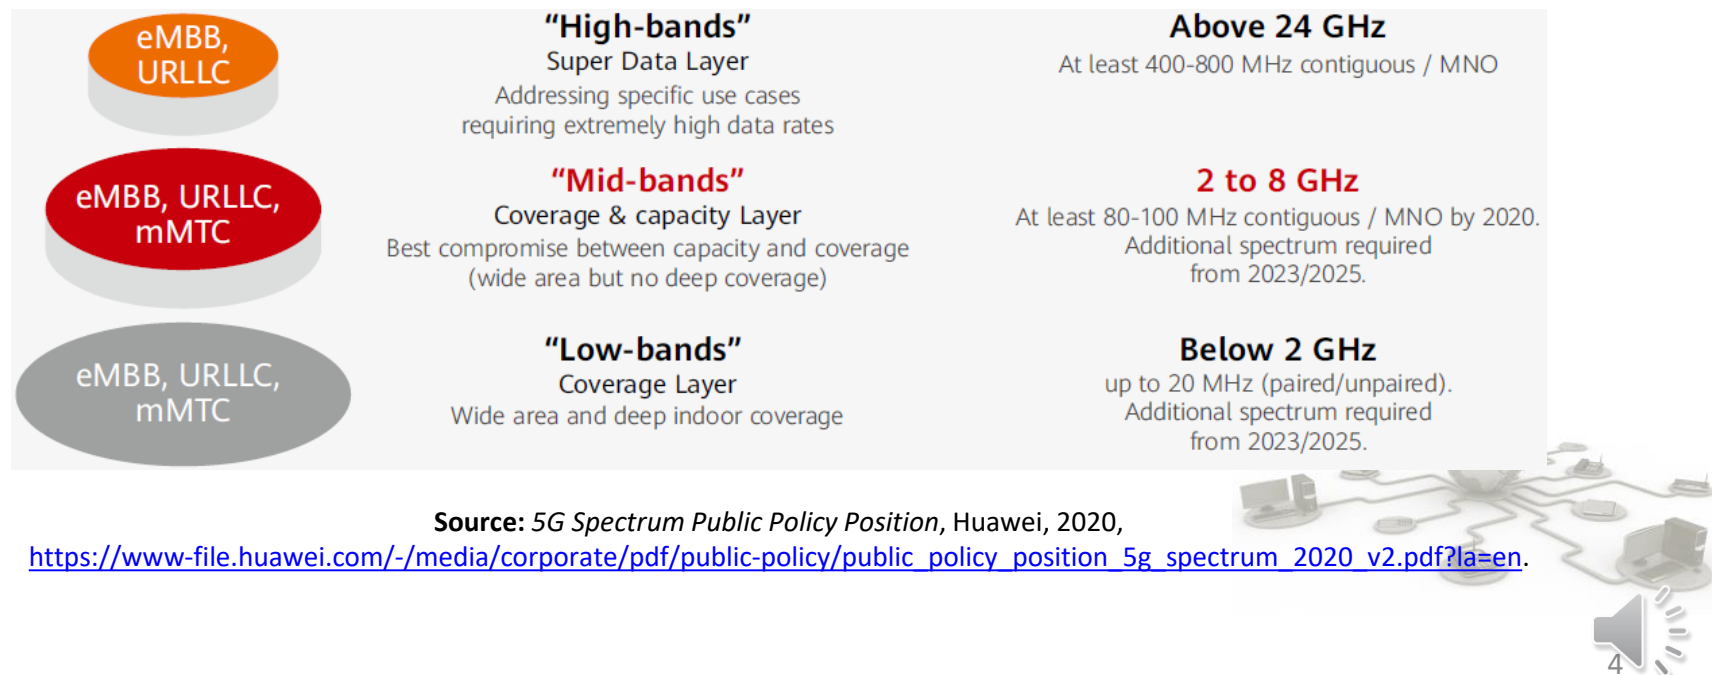 eMBB,
URLLC
“High-bands”
Super Data Layer
Addressing specific use cases
requiring extremely high data rates
Above 24 GHz
At least 400-800 MHz contiguous / MNO
eMBB, URLLC,
mMTC
“Mid-bands”
Coverage & capacity Layer
Best compromise between capacity and coverage
(wide area but no deep coverage)
2 to 8 GHz
At least 80-100 MHz contiguous / MNO by 2020.
Additional spectrum required
from 2023/2025.
eMBB, URLLC,
mMTC
“Low-bands”
Coverage Layer
Wide area and deep indoor coverage
Below 2 GHz
up to 20 MHz (paired/unpaired).
Additional spectrum required
from 2023/2025.
Source: 5G Spectrum Public Policy Position, Huawei, 2020,
https://www-file.huawei.com/-/media/corporate/pdf/public-policy/public_policy_position_5g_spectrum_2020_v2.pdf?la=en.
4